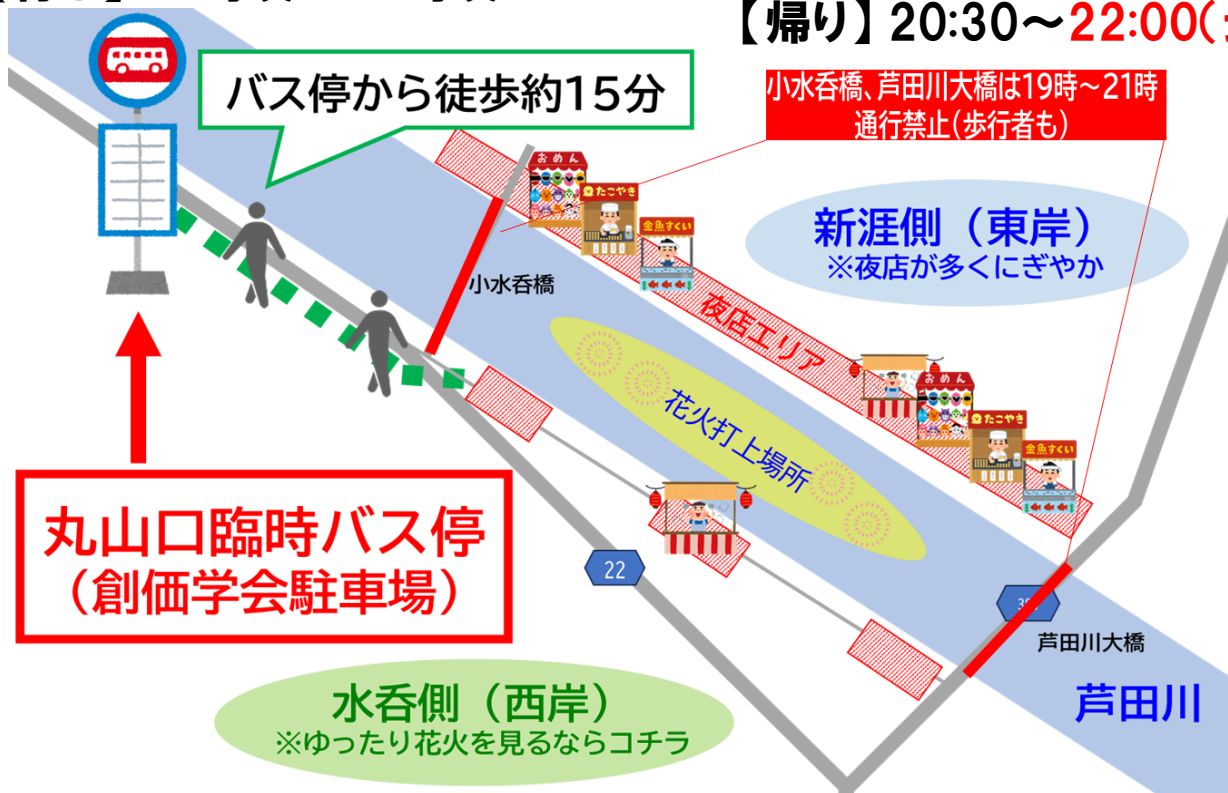 【帰り】20:30～22:00(
バス停から徒歩約15分
小水呑橋、芦田川大橋は19時～21時
通行禁止(歩行者も)
おめん
たこやき
金魚すくい
新涯側（東岸）
※夜店が多くにぎやか
小水呑橋
夜店エリア
おめん
たこやき
金魚すくい
花火打上場所
丸山口臨時バス停
（創価学会駐車場）
22
芦田川大橋
水呑側（西岸）
※ゆったり花火を見るならコチラ
芦田川